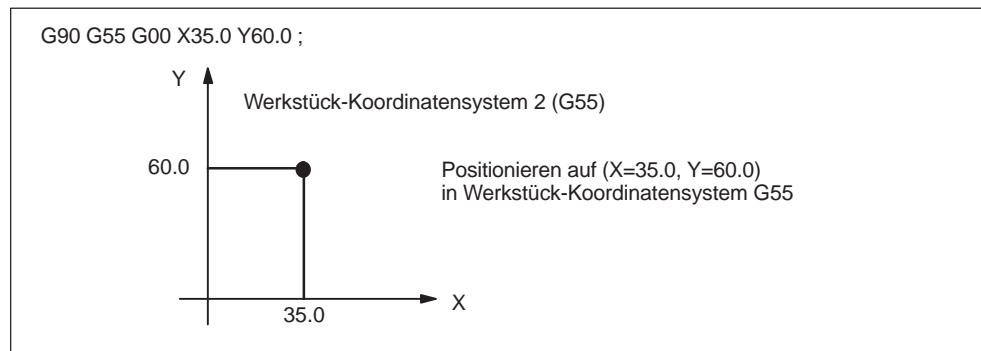 G90 G55 G00 X35.0 Y60.0 ;
Y
Werkstück-Koordinatensystem 2 (G55)
60.0
Positionieren auf (X=35.0, Y=60.0)
in Werkstück-Koordinatensystem G55
X
35.0